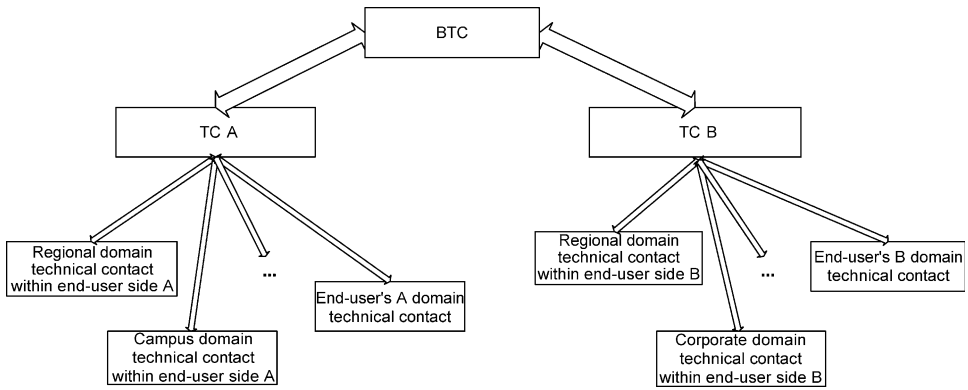 BTC
TC A
TC B
Regional domain
technical contact
within end-user side A
...
End-user's A domain
technical contact
Campus domain
technical contact
within end-user side A
Regional domain
technical contact
within end-user side B
...
End-user's B domain
technical contact
Corporate domain
technical contact
within end-user side B